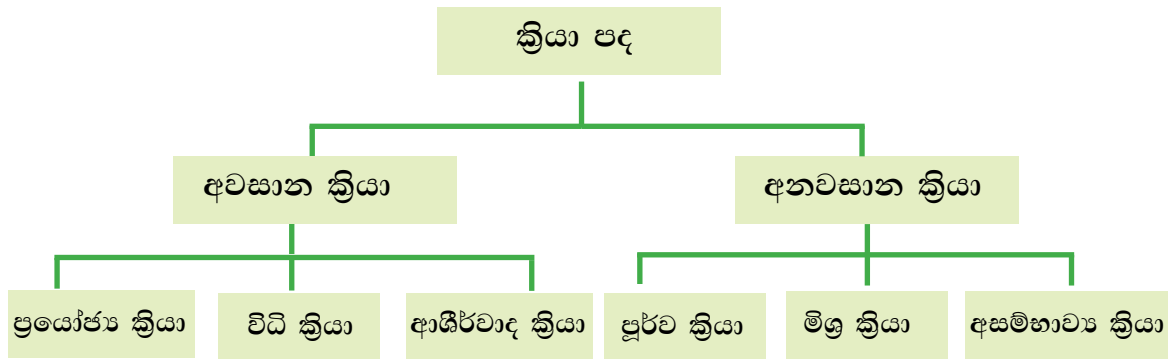 ක්‍රියා පද
අවසාන ක්‍රියා
අනවසාන ක්‍රියා
ප්‍රයෝජ්‍ය ක්‍රියා
විධි ක්‍රියා
ආශීර්වාද ක්‍රියා
පූර්ව ක්‍රියා
මිශ්‍ර ක්‍රියා
අසම්භාව්‍ය ක්‍රියා